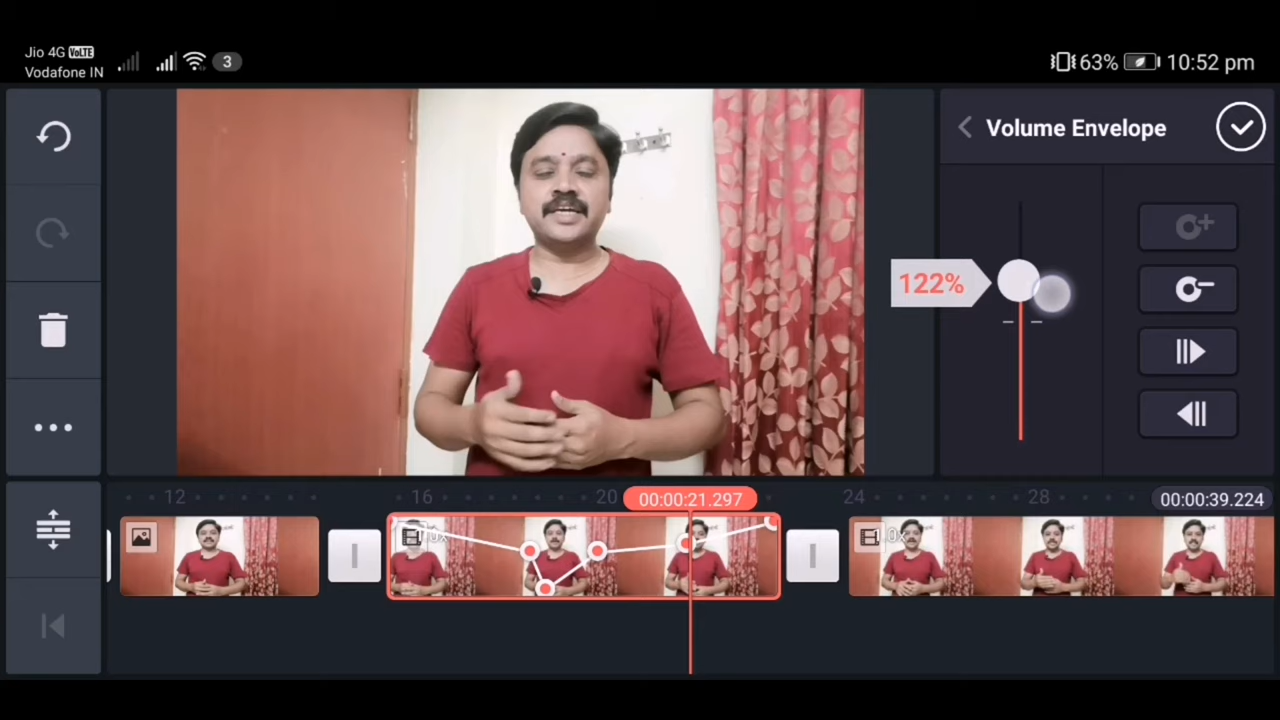 Jio 4G VoLTE
Vodafone IN
3
63%
10:52 pm
Volume Envelope
122%
12
16
20
00:00:21.297
24
28
00:00:39.224